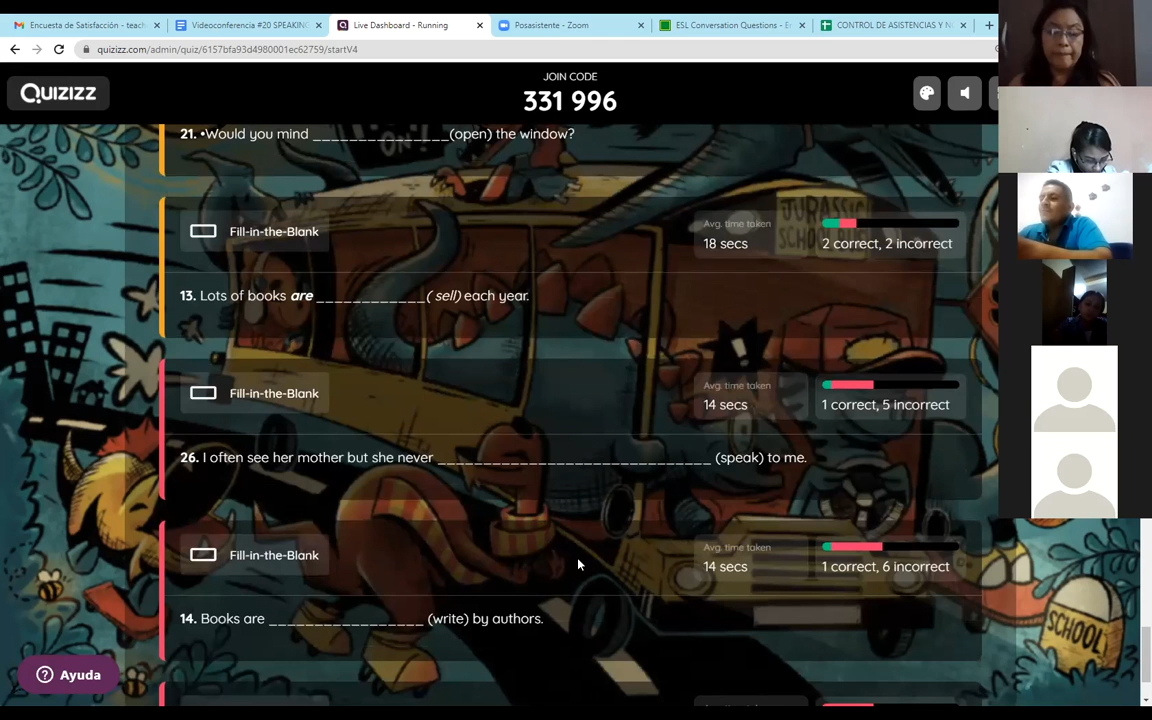 Encuesta de Satisfacción - teach
Videoconferencia #20 SPEAKING
Live Dashboard - Running
Posasistente - Zoom
ESL Conversation Questions - E
CONTROL DE ASISTENCIAS Y N
quizizz.com/admin/quiz/6157bfa93d4980001ec62759/startV4
QUIZIZZ
JOIN CODE
331 996
21. •Would you mind _______________(open) the window?
JURASSIC
SCHO
Fill-in-the-Blank
Avg. time taken
18 secs
2 correct, 2 incorrect
13. Lots of books are ____________( sell) each year.
Fill-in-the-Blank
Avg. time taken
14 secs
1 correct, 5 incorrect
26. I often see her mother but she never ______________________________ (speak) to me.
Fill-in-the-Blank
Avg. time taken
14 secs
1 correct, 6 incorrect
14. Books are _________________ (write) by authors.
SCHOOL
Ayuda